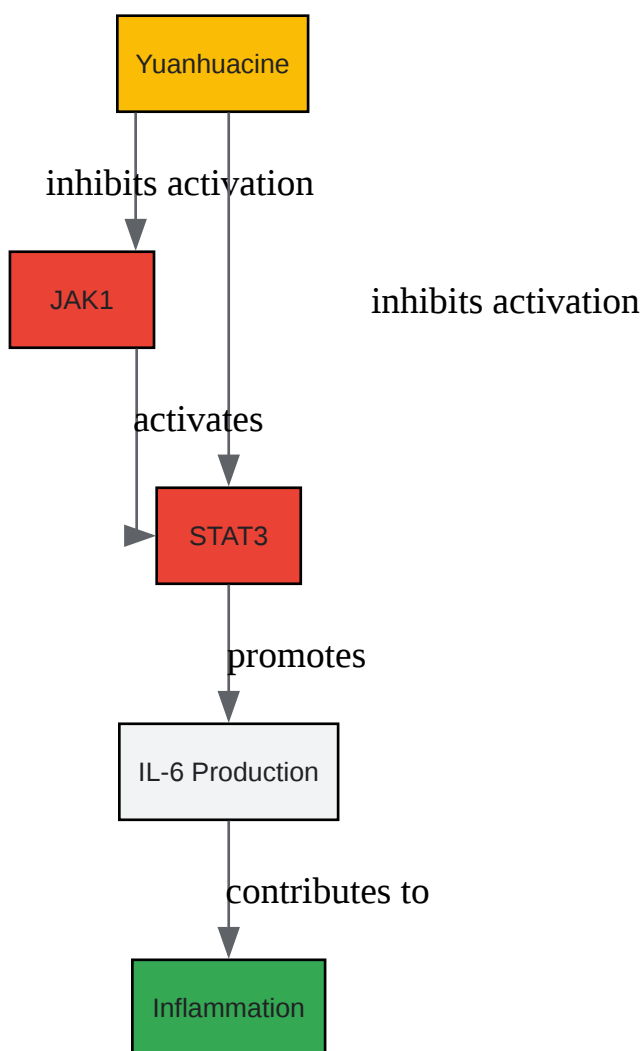 Yuanhuacine
inhibits activation
JAK1
inhibits activation
activates
STAT3
promotes
IL-6 Production
contributes to
Inflammation